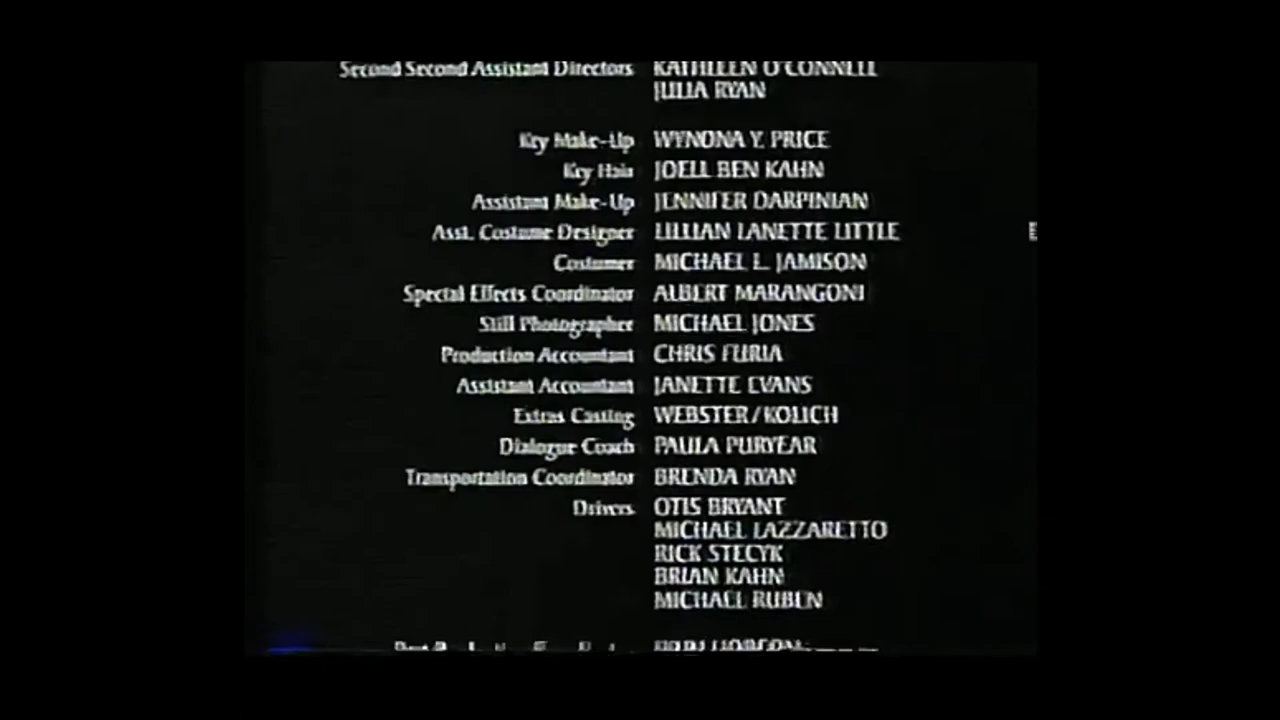 Second Second Assistant Directors KATHLEEN O'CONNELL
JULIA RYAN
Key Make-Up WYNONA Y. PRICE
Key Hair JOELL BEN KAHN
Assistant Make-Up JENNIFER DARPINIAN
Asst. Costume Designer LILLIAN LANETTE LITTLE
Costumer MICHAEL L. JAMISON
Special Effects Coordinator ALBERT MARANGONI
Still Photographer MICHAEL JONES
Production Accountant CHRIS FURIA
Assistant Accountant JANETTE EVANS
Extras Casting WEBSTER/KOLICH
Dialogue Coach PAULA PURYEAR
Transportation Coordinator BRENDA RYAN
Drivers OTIS BRYANT
MICHAEL LAZZARETTO
RICK STECYK
BRIAN KAHN
MICHAEL RUBEN